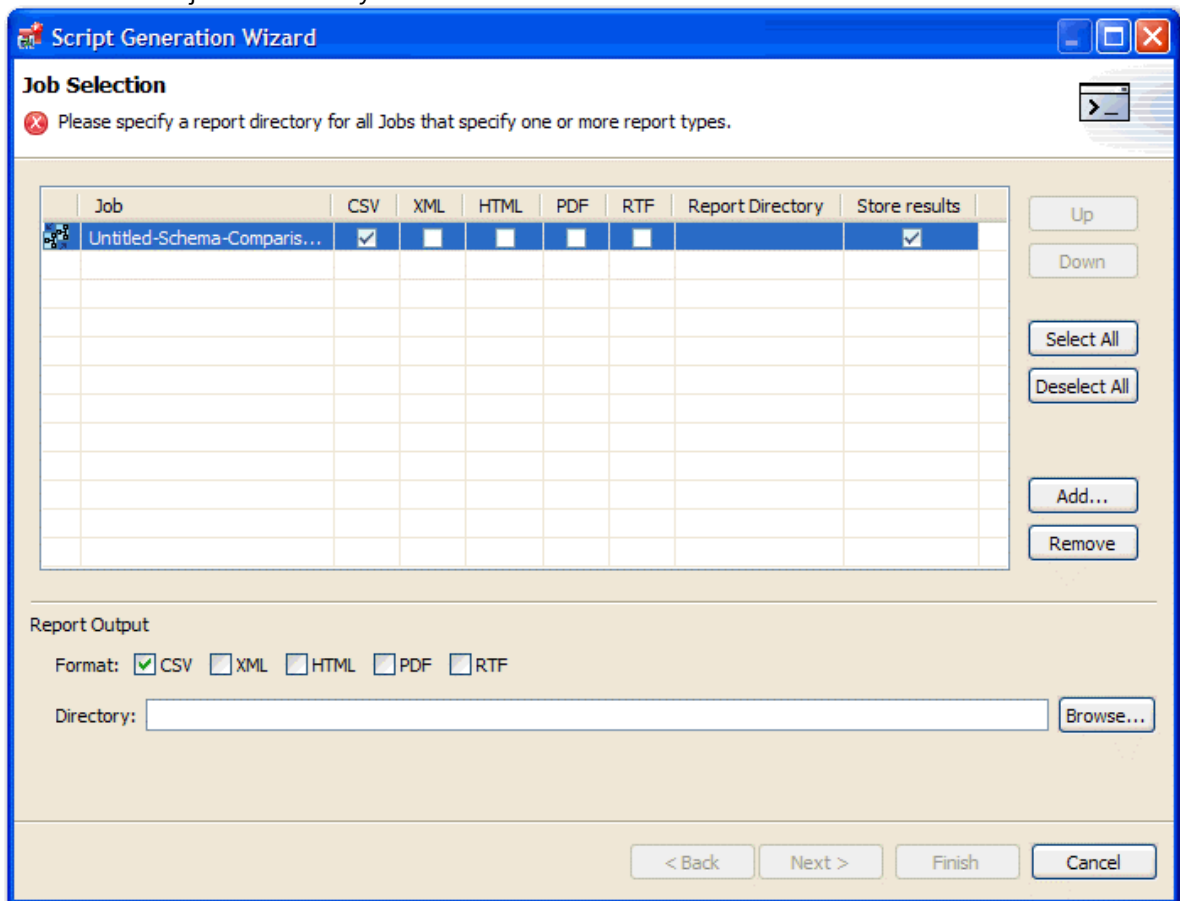 Script Generation Wizard
Job Selection
Please specify a report directory for all Jobs that specify one or more report types.
Job CSV XML HTML PDF RTF Report Directory Store results
Untitled-Schema-Comparis...
Up
Down
Select All
Deselect All
Add...
Remove
Report Output
Format: CSV XML HTML PDF RTF
Directory:
Browse...
< Back Next > Finish Cancel